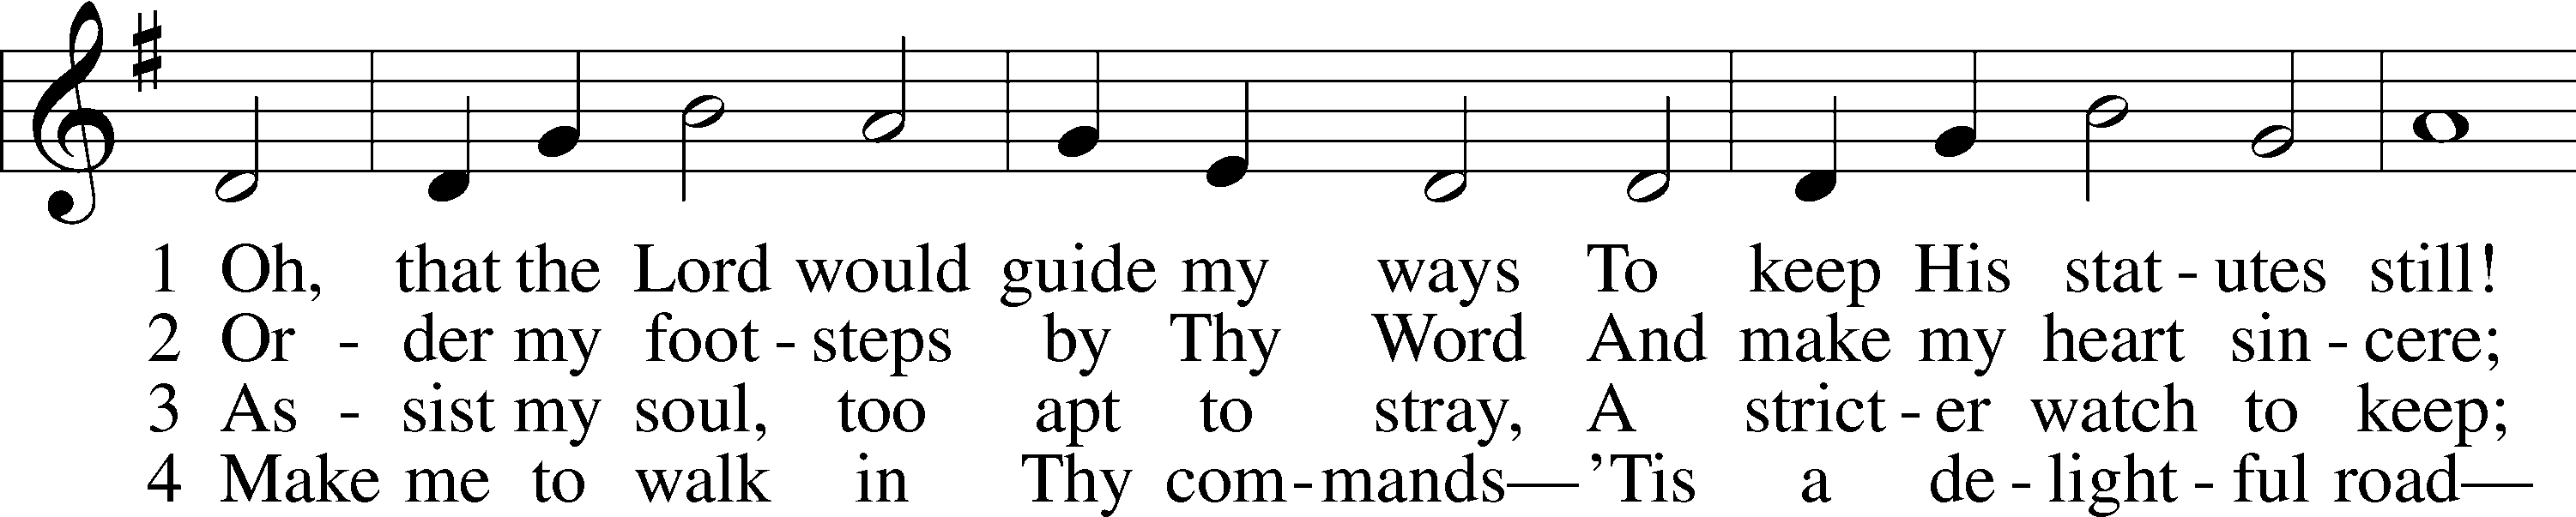 1 Oh, that the Lord would guide my ways To keep His stat - utes still!
2 Or - der my foot - steps by Thy Word And make my heart sin - cere;
3 As - sist my soul, too apt to stray, A strict - er watch to keep;
4 Make me to walk in Thy com - mands— ’Tis a de - light - ful road—